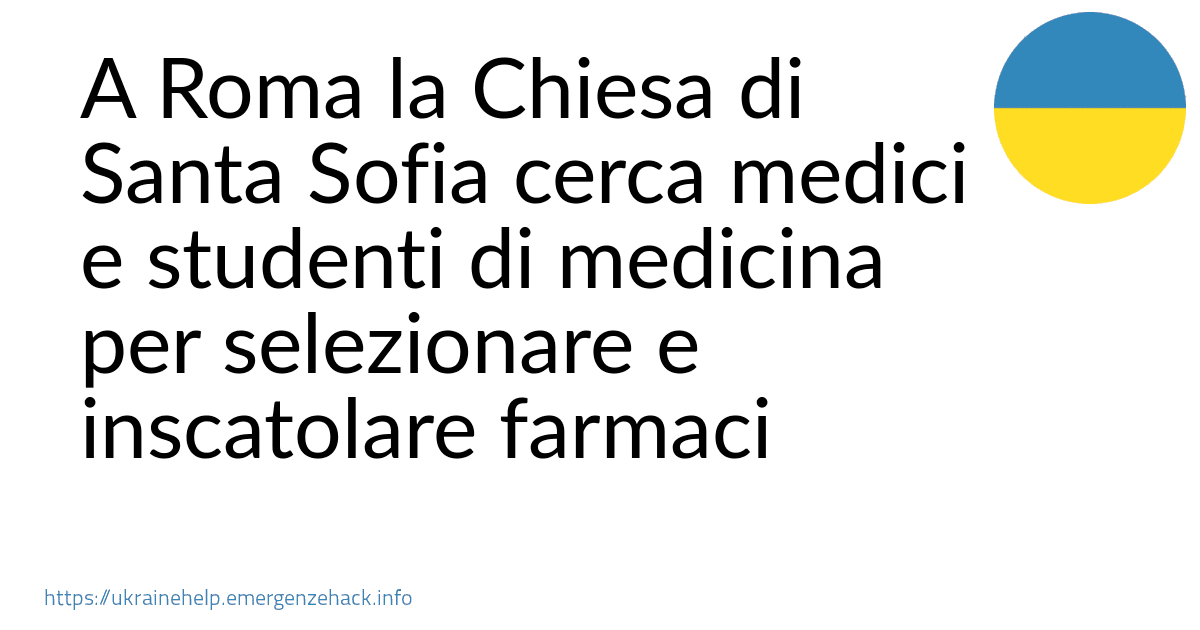 A Roma la Chiesa di
Santa Sofia cerca medici
e studenti di medicina
per selezionare e
inscatolare farmaci
https://ukrainehelp.emergenzehack.info